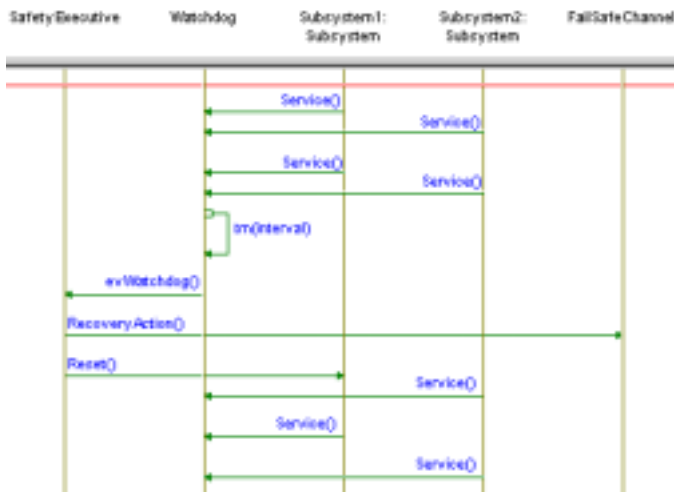 SafetyExecutive
Watchdog
Subsystem1:
Subsystem
Subsystem2:
Subsystem
FailSafeChannel
Service()
Service()
Service()
Service()
tm(interval)
evWatchdog()
RecoveryAction()
Reset()
Service()
Service()
Service()